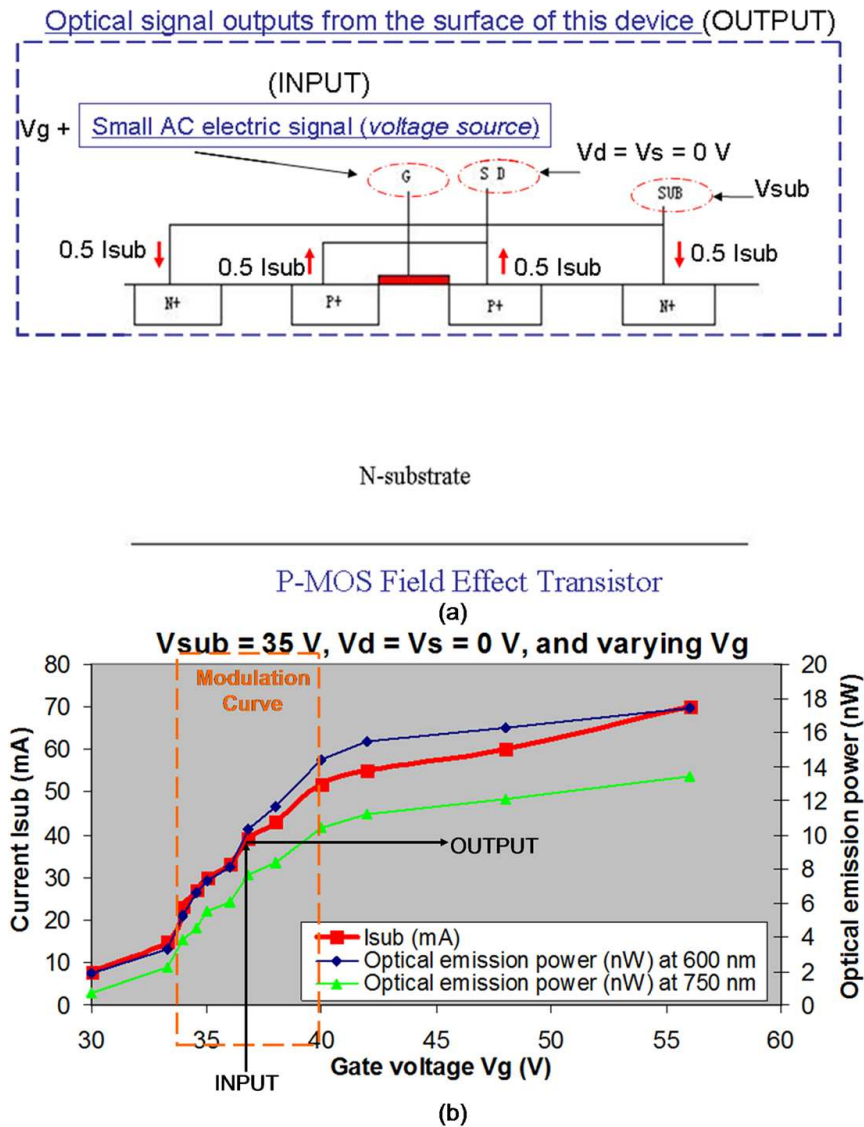 Optical signal outputs from the surface of this device (OUTPUT)
(INPUT)
Vg + Small AC electric signal (voltage source)
Vd = Vs = 0 V
G
S D
SUB
Vsub
0.5 Isub
0.5 Isub
0.5 Isub
0.5 Isub
N+
P+
P+
N+
N-substrate
P-MOS Field Effect Transistor
(a)
Vsub = 35 V, Vd = Vs = 0 V, and varying Vg
Modulation
Curve
Current Isub (mA)
80
70
60
50
40
30
20
10
0
Optical emission power (nW)
20
18
16
14
12
10
8
6
4
2
0
OUTPUT
Isub (mA)
Optical emission power (nW) at 600 nm
Optical emission power (nW) at 750 nm
30
35
40
45
50
55
60
Gate voltage Vg (V)
INPUT
(b)